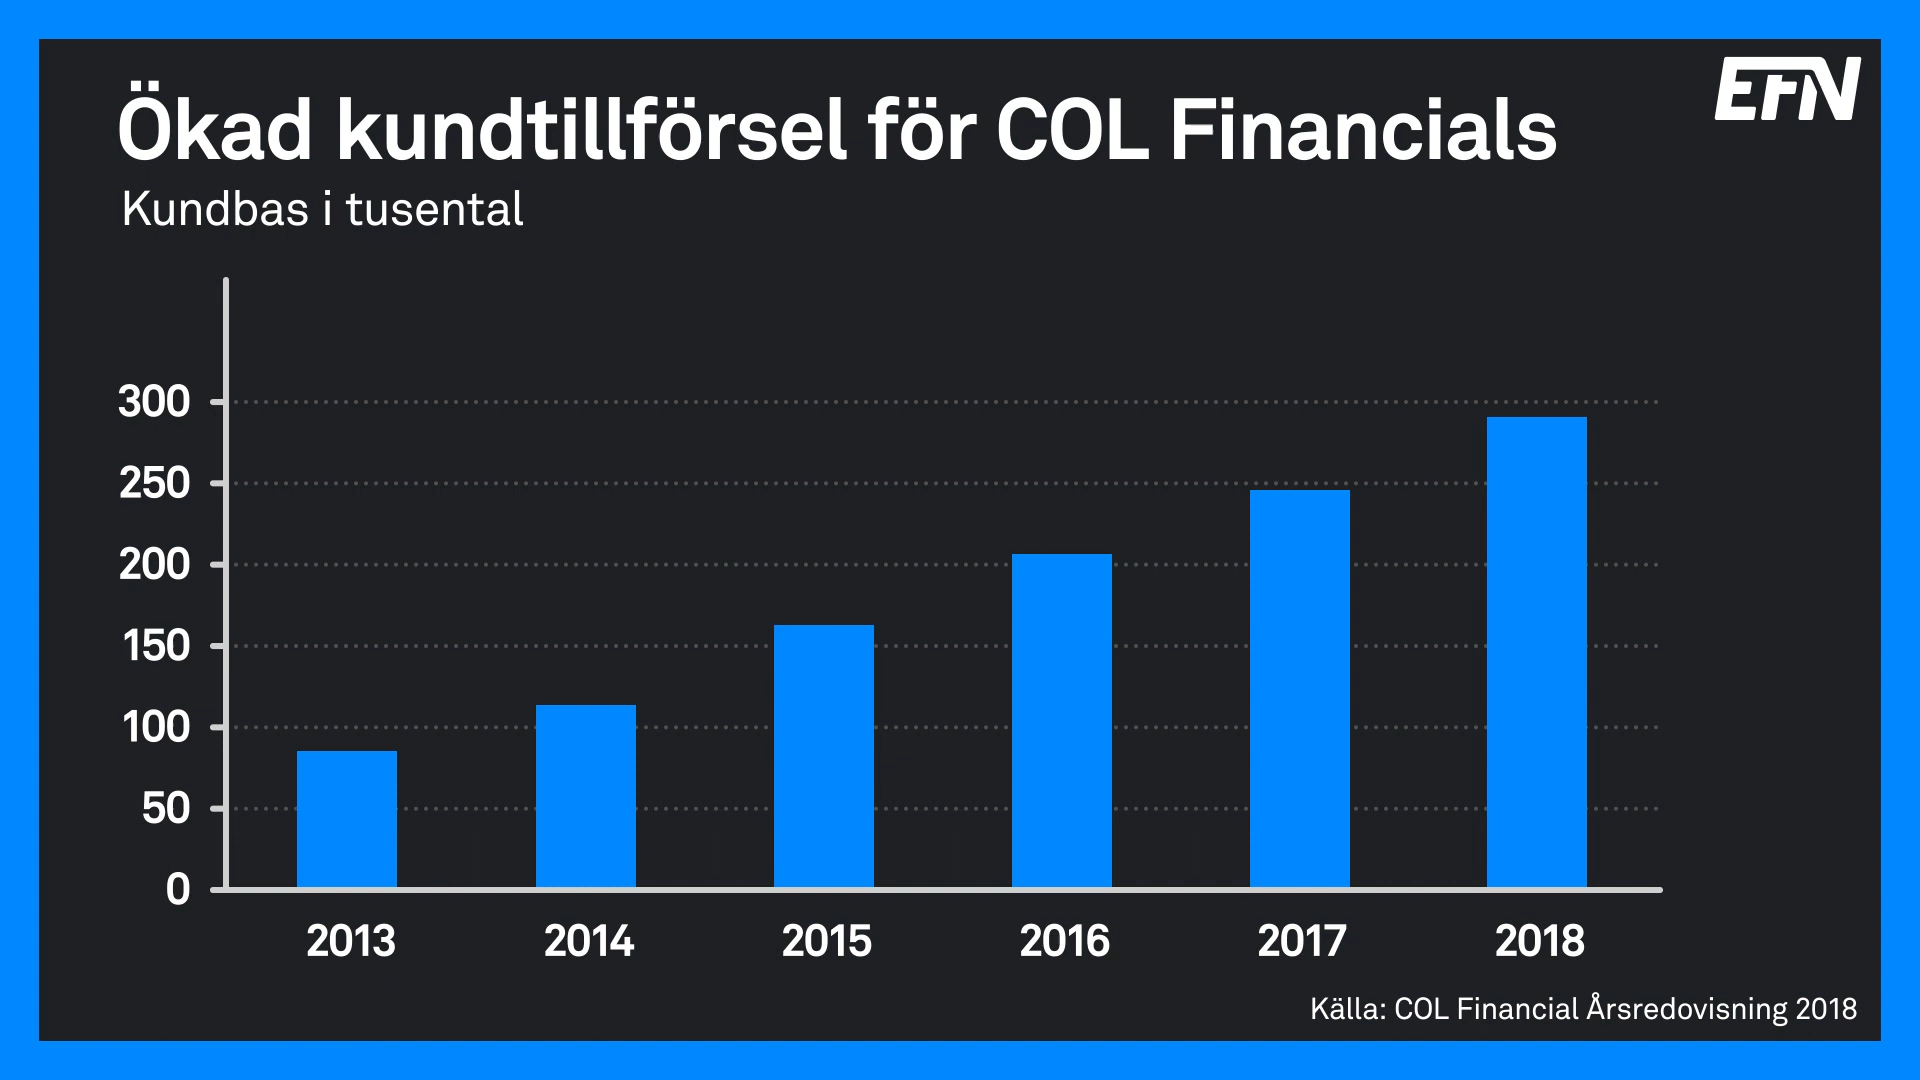 EFN
Ökad kundtillförsel för COL Financials
Kundbas i tusental
300
250
200
150
100
50
0
2013 2014 2015 2016 2017 2018
Källa: COL Financial Årsredovisning 2018